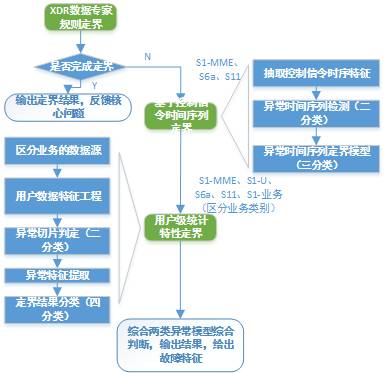 XDR数据专家
规则定界
是否完成定界
N
Y
输出定界结果，反馈核
心问题
S1-MME、
S6a、S11
基于控制信
令时间序列
定界
抽取控制信令时序特征
异常时间序列检测（二
分类）
异常时间序列定界模型
（三分类）
区分业务的数据源
用户数据特征工程
异常切片判定（二
分类）
异常特征提取
定界结果分类（四
分类）
S1-MME、S1-U、
S6a、S11、S1-业务
（区分业务类别）
用户级统计
特性定界
综合两类异常模型综合
判断，输出结果，给出
故障特征